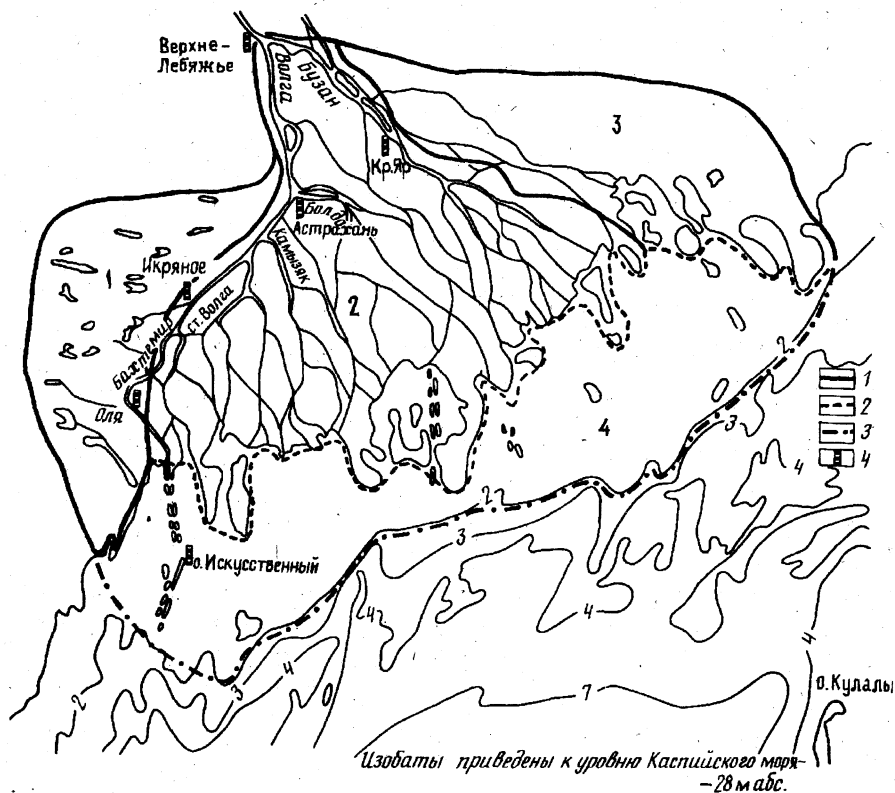 Верхне-
Лебяжье
Волга
Бузан
3
Кр.Яр
Болда
Астрахань
Камызяк
1
Икряное
ст. Волга
2
Бахтемир
Оля
4
2
3
4
1
2
3
4
2
3
о. Искусственный
4
4
4
4
2
3
7
о. Кулалы
Изобаты приведены к уровню Каспийского моря-
-28 м абс.